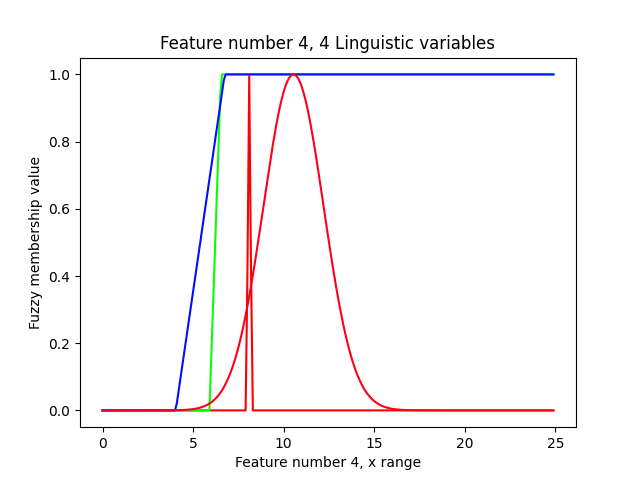 Feature number 4, 4 Linguistic variables
1.0
0.8
0.6
0.4
0.2
0.0
Fuzzy membership value
0 5 10 15 20 25
Feature number 4, x range